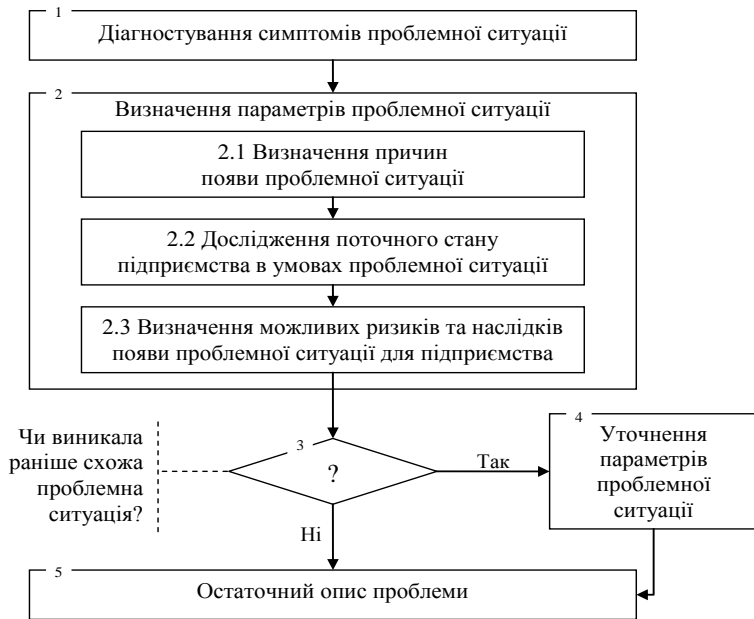 1
Діагностування симптомів проблемної ситуації
2
Визначення параметрів проблемної ситуації
2.1 Визначення причин
появи проблемної ситуації
2.2 Дослідження поточного стану
підприємства в умовах проблемної ситуації
2.3 Визначення можливих ризиків та наслідків
появи проблемної ситуації для підприємства
Чи виникала
раніше схожа
проблемна
ситуація?
3
?
Так
Ні
4
Уточнення
параметрів
проблемної
ситуації
5
Остаточний опис проблеми